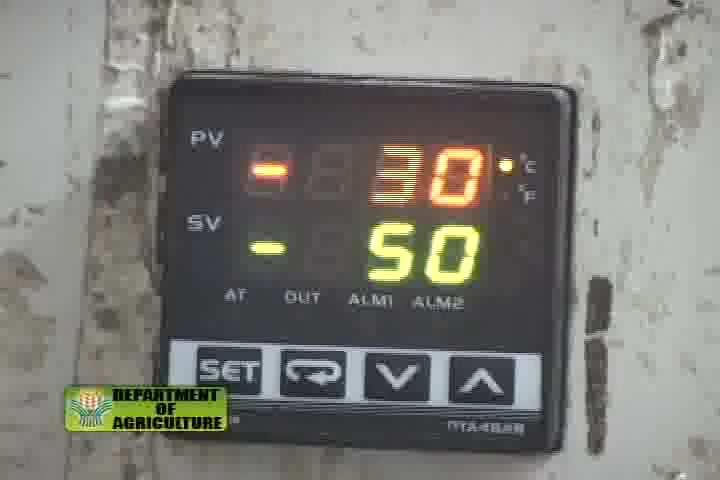 PV - 30 °C
°F
SV - 50
AT OUT ALM1 ALM2
SET
DEPARTMENT
OF
AGRICULTURE